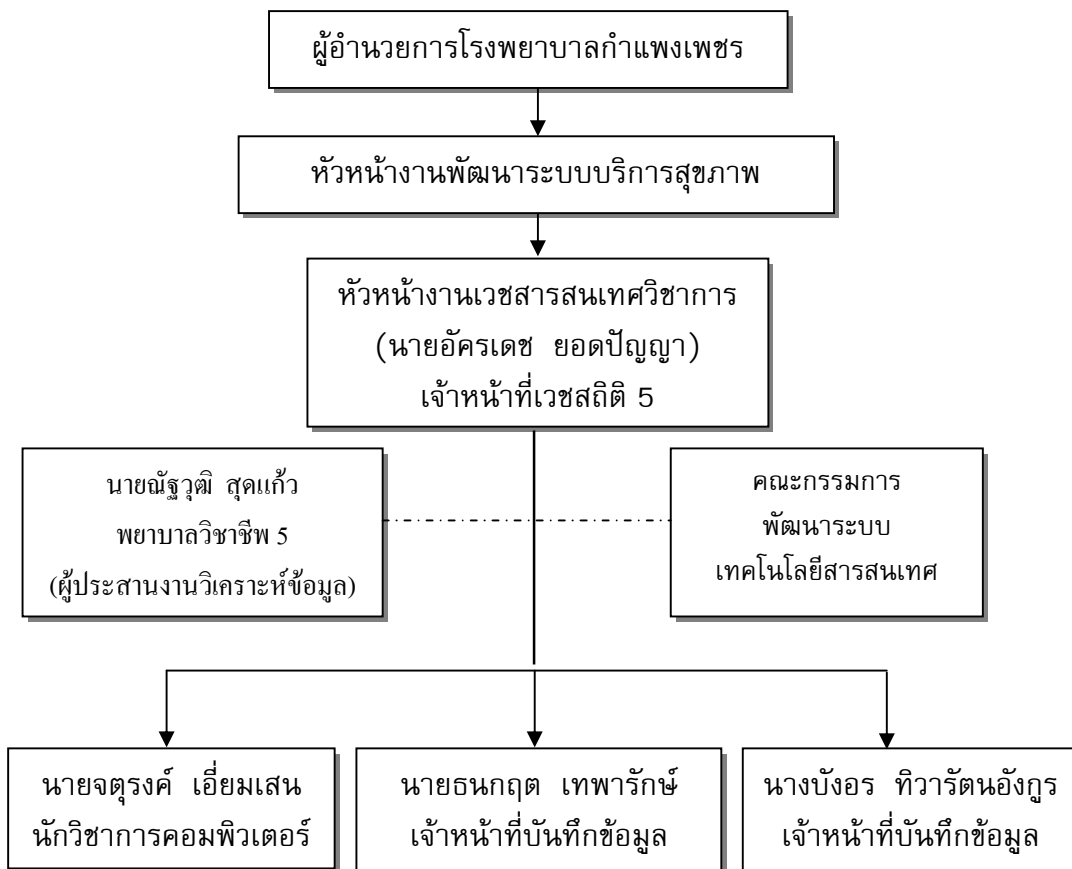 ผู้อำนวยการโรงพยาบาลกำแพงเพชร
หัวหน้างานพัฒนาระบบบริการสุขภาพ
หัวหน้างานเวชสารสนเทศวิชาการ
(นายอัครเดช ยอดปัญญา)
เจ้าหน้าที่เวชสถิติ 5
นายณัฐวุฒิ สุดแก้ว
พยาบาลวิชาชีพ 5
(ผู้ประสานงานวิเคราะห์ข้อมูล)
คณะกรรมการ
พัฒนาระบบ
เทคโนโลยีสารสนเทศ
นายจตุรงค์ เอี่ยมเสน
นักวิชาการคอมพิวเตอร์
นายธนกฤต เทพารักษ์
เจ้าหน้าที่บันทึกข้อมูล
นางบังอร ทิวารัตนอังกูร
เจ้าหน้าที่บันทึกข้อมูล